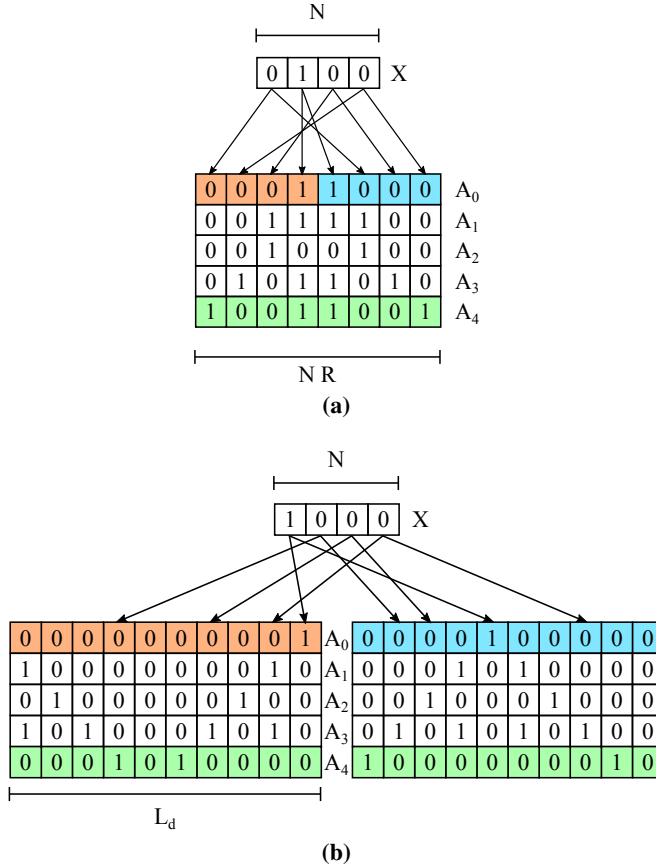 N
0 1 0 0 X
0 0 0 1 1 0 0 0 A0
0 0 1 1 1 1 0 0 A1
0 0 1 0 0 1 0 0 A2
0 1 0 1 1 0 1 0 A3
1 0 0 1 1 0 0 1 A4
N R
(a)
N
1 0 0 0 X
0 0 0 0 0 0 0 0 0 1 A0 0 0 0 0 1 0 0 0 0 0
1 0 0 0 0 0 0 0 1 0 A1 0 0 0 1 0 1 0 0 0 0
0 1 0 0 0 0 0 1 0 0 A2 0 0 1 0 0 0 1 0 0 0
1 0 1 0 0 0 1 0 1 0 A3 0 1 0 1 0 1 0 1 0 0
0 0 0 1 0 1 0 0 0 0 A4 1 0 0 0 0 0 0 0 1 0
Ld
(b)